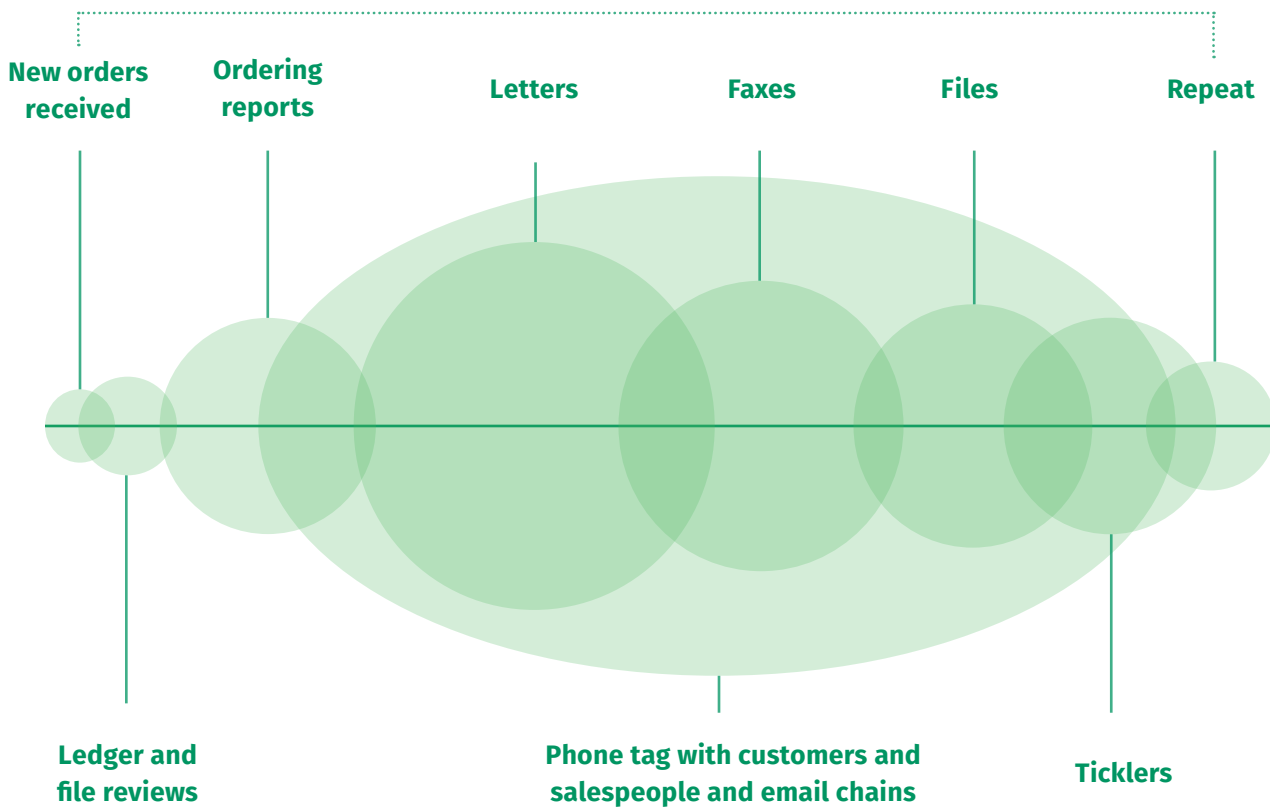 New orders
received
Ordering
reports
Letters
Faxes
Files
Repeat
Ledger and
file reviews
Phone tag with customers and
salespeople and email chains
Ticklers